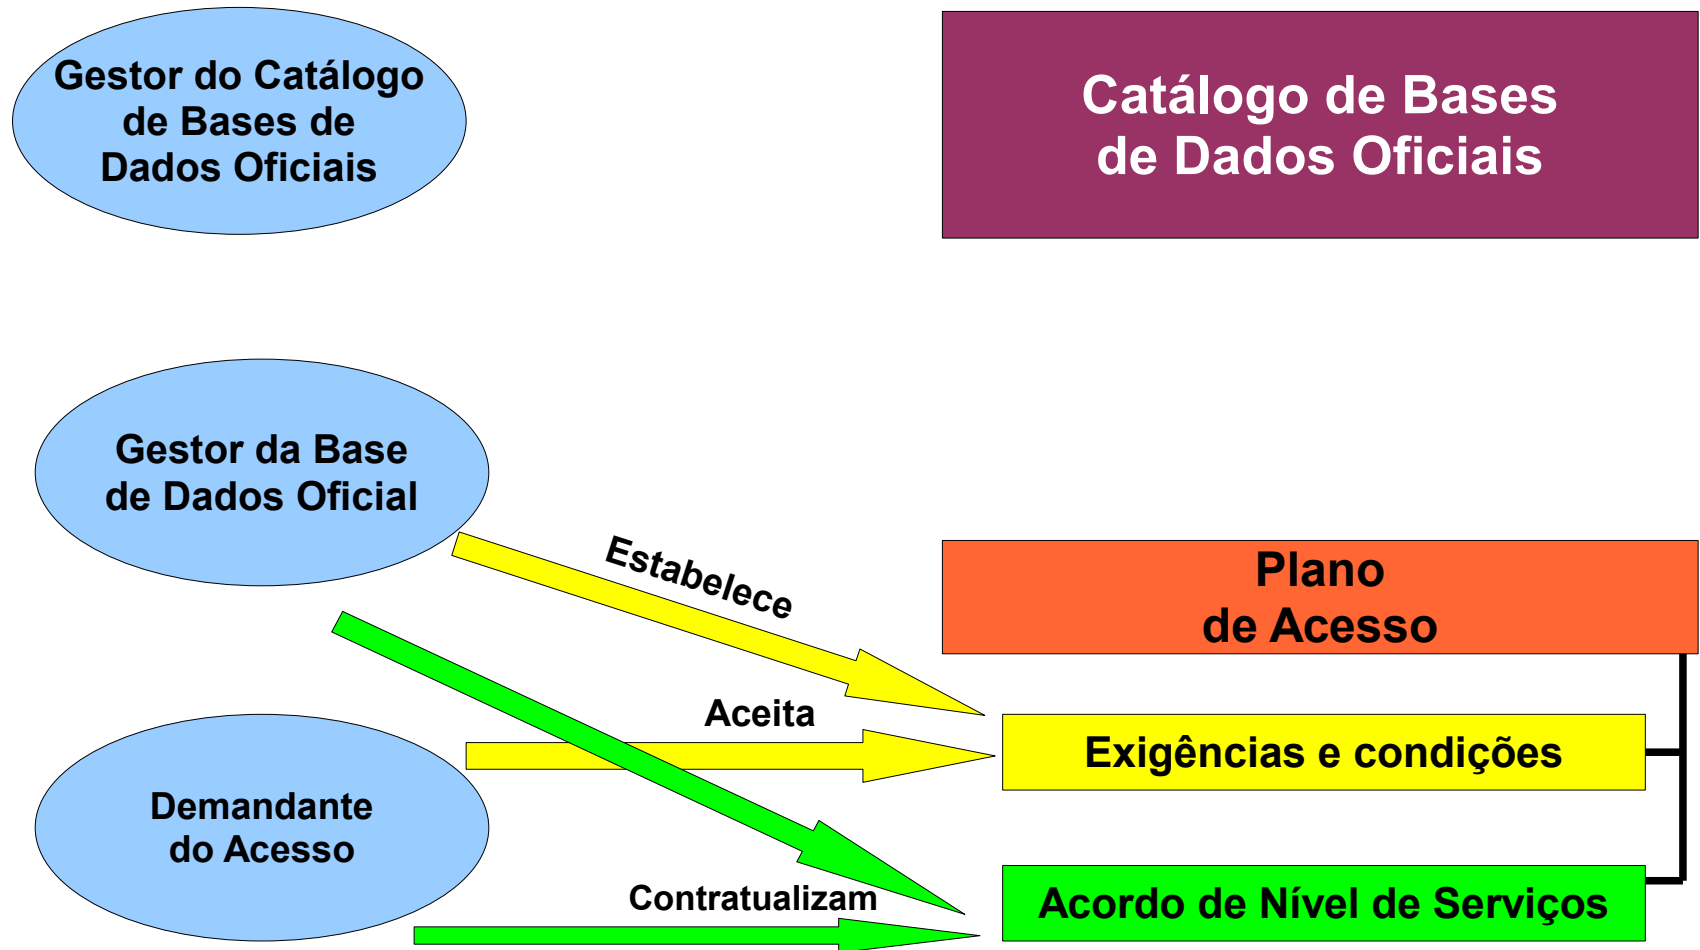 Gestor do Catálogo
de Bases de
Dados Oficiais
Catálogo de Bases
de Dados Oficiais
Gestor da Base
de Dados Oficial
Estabelece
Plano
de Acesso
Aceita
Exigências e condições
Demandante
do Acesso
Contratualizam
Acordo de Nível de Serviços